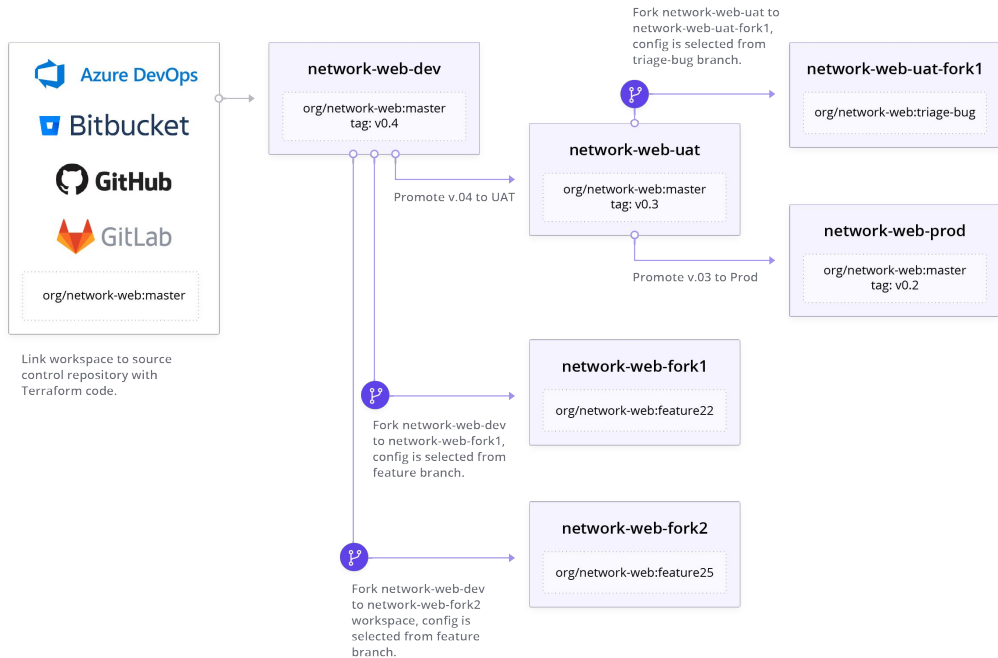 Azure DevOps
Bitbucket
GitHub
GitLab
org/network-web:master
Link workspace to source
control repository with
Terraform code.
network-web-dev
org/network-web:master
tag: v0.4
Promote v.04 to UAT
Fork network-web-uat to
network-web-uat-fork1,
config is selected from
triage-bug branch.
network-web-uat
org/network-web:master
tag: v0.3
Promote v.03 to Prod
network-web-uat-fork1
org/network-web:triage-bug
network-web-prod
org/network-web:master
tag: v0.2
Fork network-web-dev
to network-web-fork1,
config is selected from
feature branch.
network-web-fork1
org/network-web:feature22
Fork network-web-dev
to network-web-fork2
workspace, config is
selected from feature
branch.
network-web-fork2
org/network-web:feature25